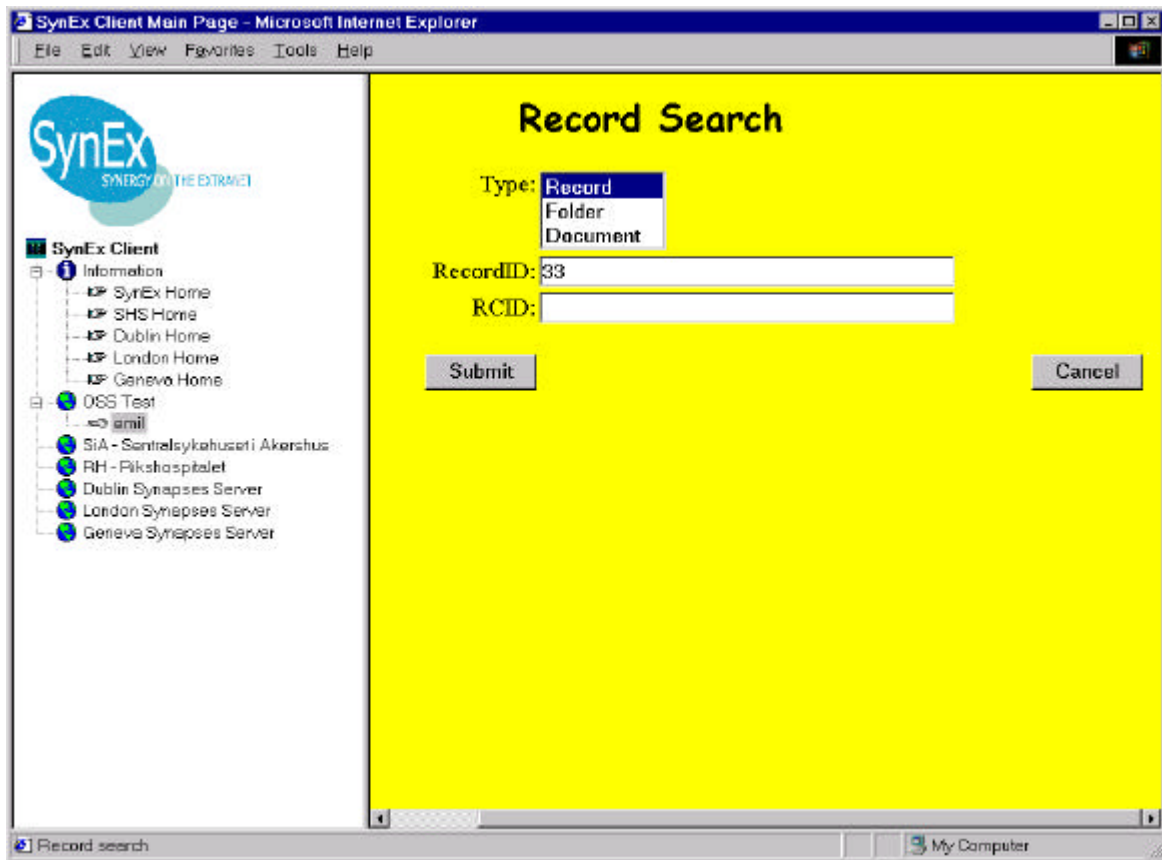 SynEx Client Main Page - Microsoft Internet Explorer
File Edit View Favorites Tools Help
SynEx
SYNERGY ON THE EXTRANET
SynEx Client
Information
SynEx Home
SHS Home
Dublin Home
London Home
Geneva Home
OSS Test
emil
SiA - Sentralsykehuset i Akershus
RH - Rikshospitalet
Dublin Synapses Server
London Synapses Server
Geneva Synapses Server
Record Search
Type: Record
Folder
Document
RecordID: 33
RCID:
Submit Cancel
Record search My Computer